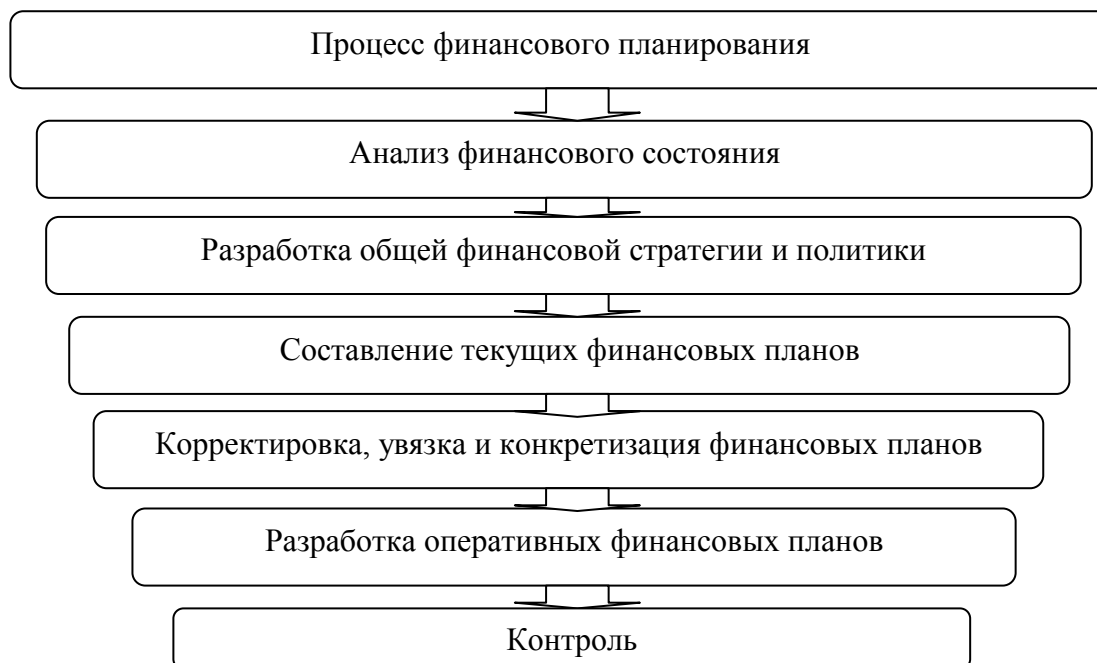 Процесс финансового планирования
Анализ финансового состояния
Разработка общей финансовой стратегии и политики
Составление текущих финансовых планов
Корректировка, увязка и конкретизация финансовых планов
Разработка оперативных финансовых планов
Контроль